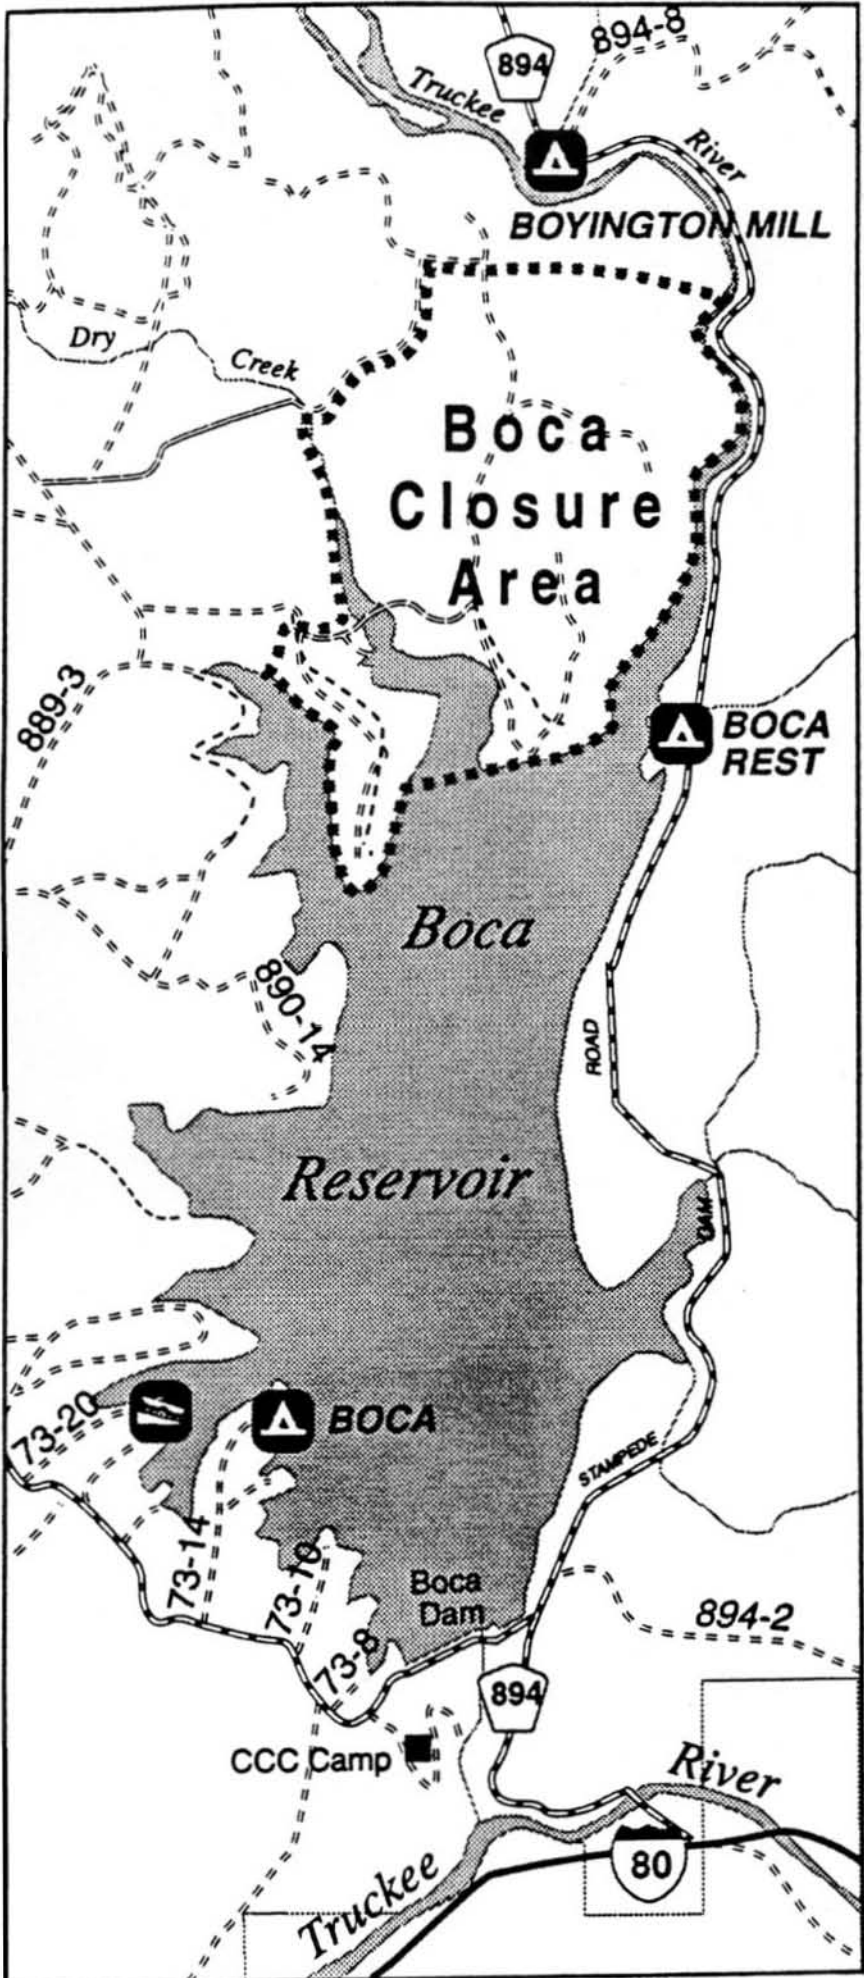 894
894-8
Truckee
River
BOYINGTON MILL
Dry
Creek
Boca
Closure
Area
889-3
BOCA
REST
Boca
890-14
ROAD
Reservoir
DAM
73-20
BOCA
STAMPEDE
73-14
73-10
Boca
Dam
894-2
73-8
894
CCC Camp
River
80
Truckee